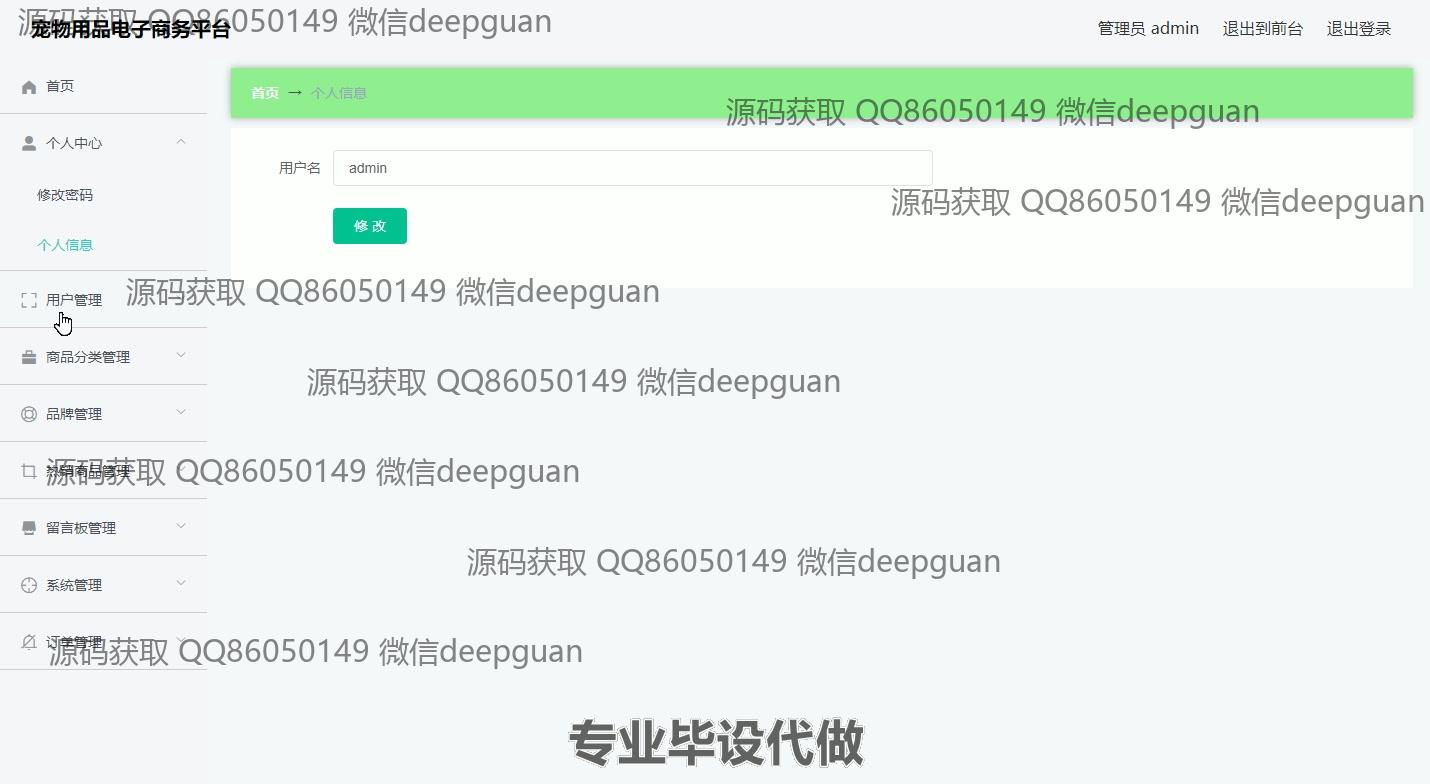 源码获取 QQ86050149 微信deepguan
宠物用品电子商务平台
管理员 admin 退出到前台 退出登录
首页
首页 → 个人信息
源码获取 QQ86050149 微信deepguan
个人中心
用户名 admin
修改密码
源码获取 QQ86050149 微信deepguan
修 改
个人信息
用户管理
源码获取 QQ86050149 微信deepguan
商品分类管理
源码获取 QQ86050149 微信deepguan
品牌管理
热销商品管理
源码获取 QQ86050149 微信deepguan
留言板管理
源码获取 QQ86050149 微信deepguan
系统管理
订单管理
源码获取 QQ86050149 微信deepguan
专业毕设代做